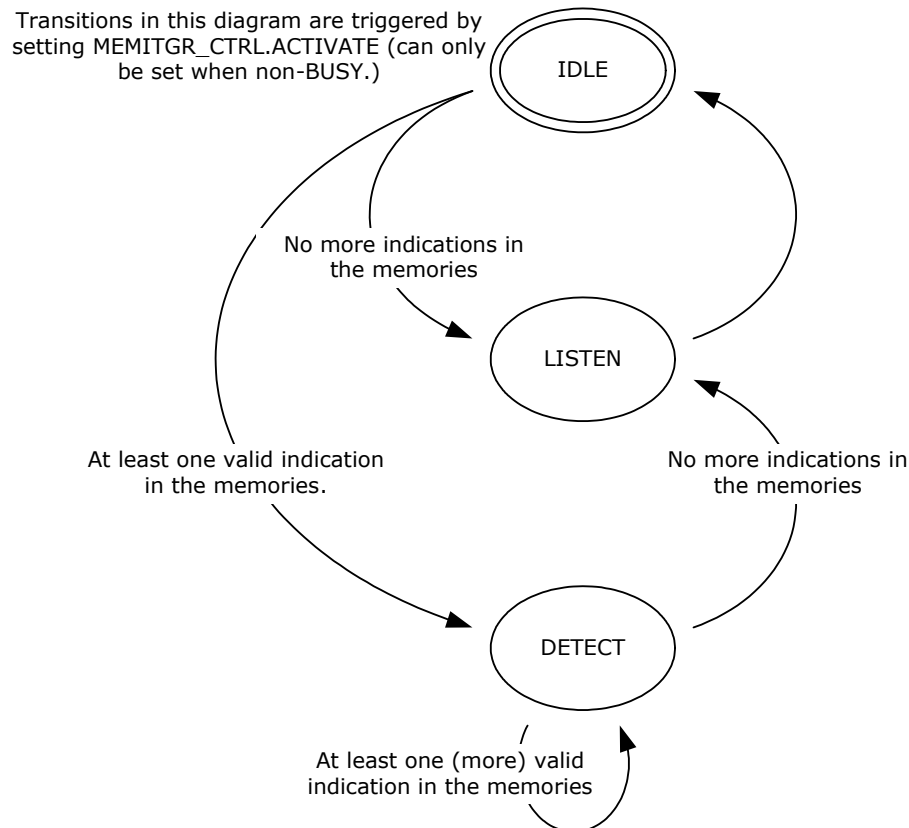 Transitions in this diagram are triggered by
setting MEMITGR_CTRL.ACTIVATE (can only
be set when non-BUSY.)
IDLE
No more indications in
the memories
LISTEN
At least one valid indication
in the memories.
No more indications in
the memories
DETECT
At least one (more) valid
indication in the memories